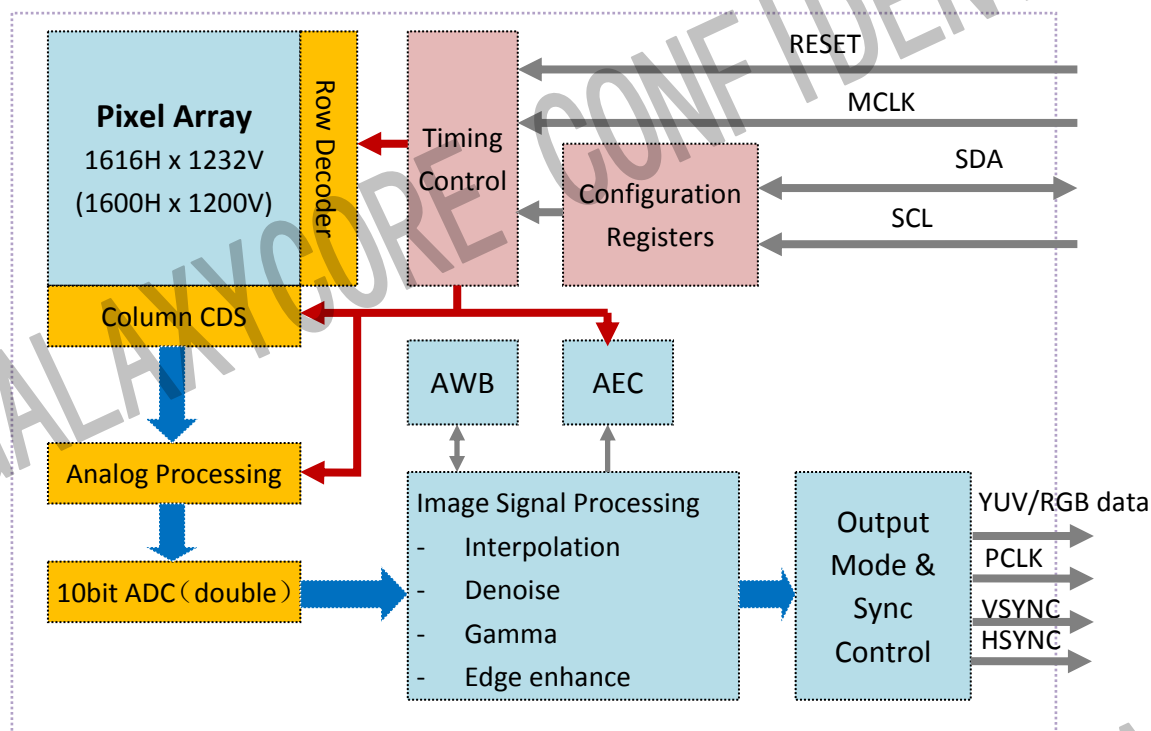 RESET
MCLK
SDA
SCL
Pixel Array
1616H x 1232V
(1600H x 1200V)
Row Decoder
Timing
Control
Configuration
Registers
Column CDS
AWB
AEC
Analog Processing
10bit ADC（double）
Image Signal Processing
- Interpolation
- Denoise
- Gamma
- Edge enhance
Output
Mode &
Sync
Control
YUV/RGB data
PCLK
VSYNC
HSYNC
ALAXYCORE CONFIDEN